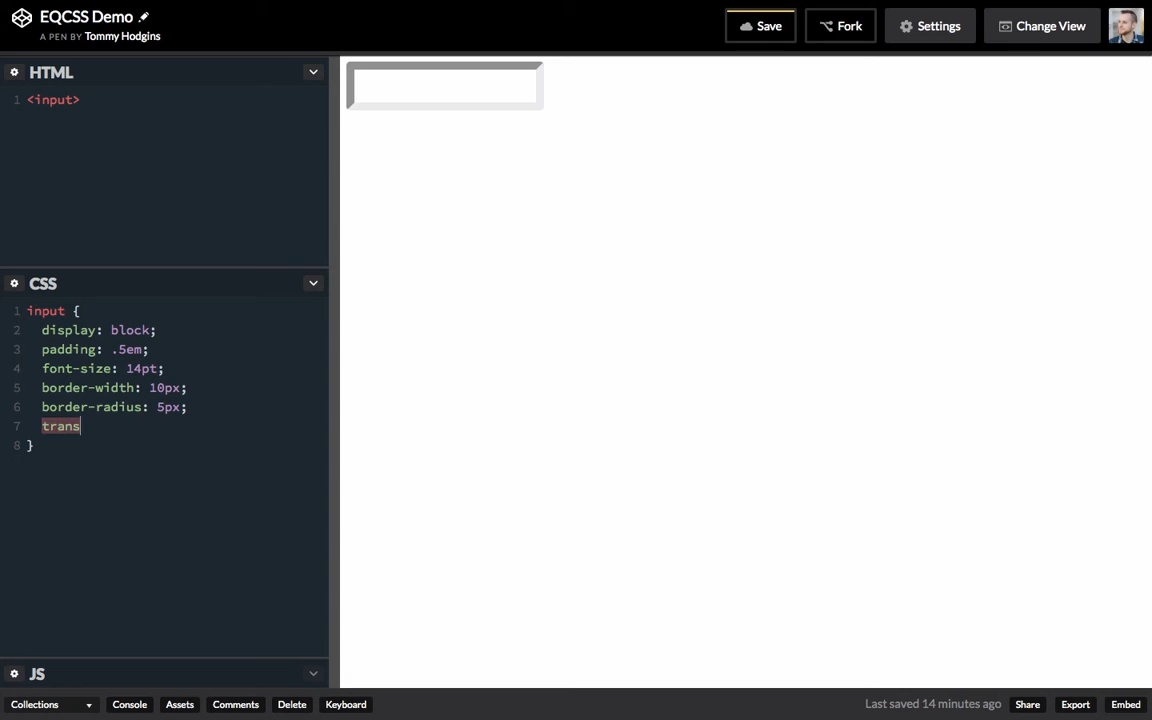 EQCSS Demo
A PEN BY Tommy Hodgins
Save
Fork
Settings
Change View
HTML
1 <input>
CSS
1 input {
2 display: block;
3 padding: .5em;
4 font-size: 14pt;
5 border-width: 10px;
6 border-radius: 5px;
7 trans
8 }
JS
Collections
Console
Assets
Comments
Delete
Keyboard
Last saved 14 minutes ago
Share
Export
Embed